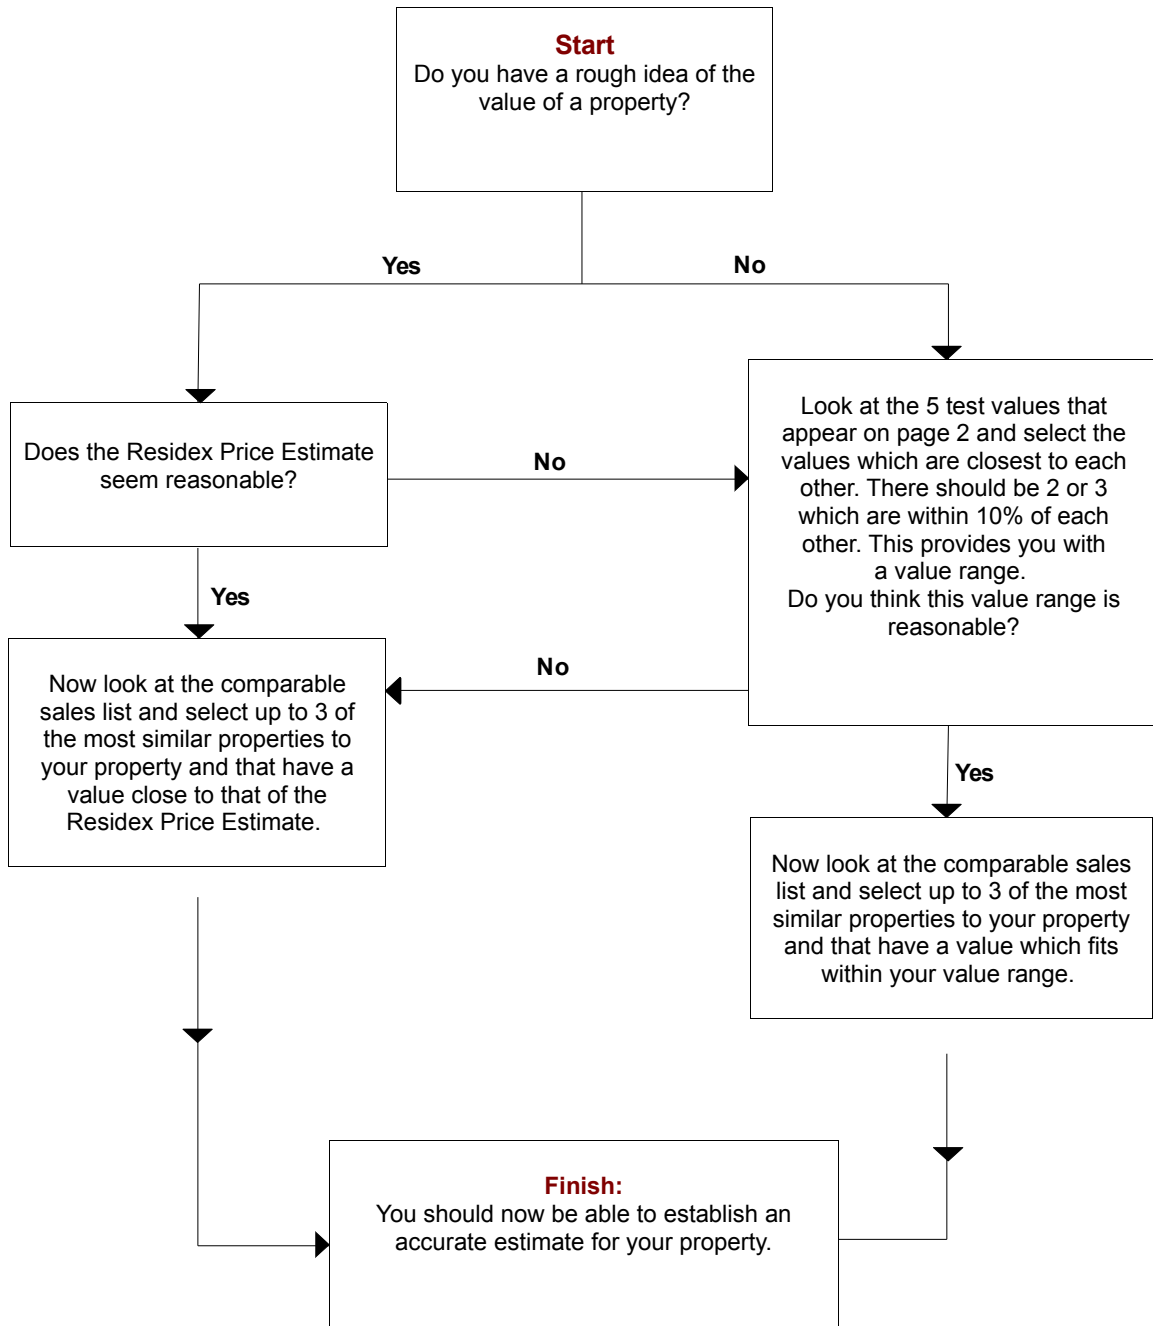 Start
Do you have a rough idea of the
value of a property?
Yes
No
Does the Residex Price Estimate
seem reasonable?
No
Look at the 5 test values that
appear on page 2 and select the
values which are closest to each
other. There should be 2 or 3
which are within 10% of each
other. This provides you with
a value range.
Do you think this value range is
reasonable?
Yes
No
Now look at the comparable
sales list and select up to 3 of
the most similar properties to
your property and that have a
value close to that of the
Residex Price Estimate.
Yes
Now look at the comparable sales
list and select up to 3 of the most
similar properties to your property
and that have a value which fits
within your value range.
Finish:
You should now be able to establish an
accurate estimate for your property.